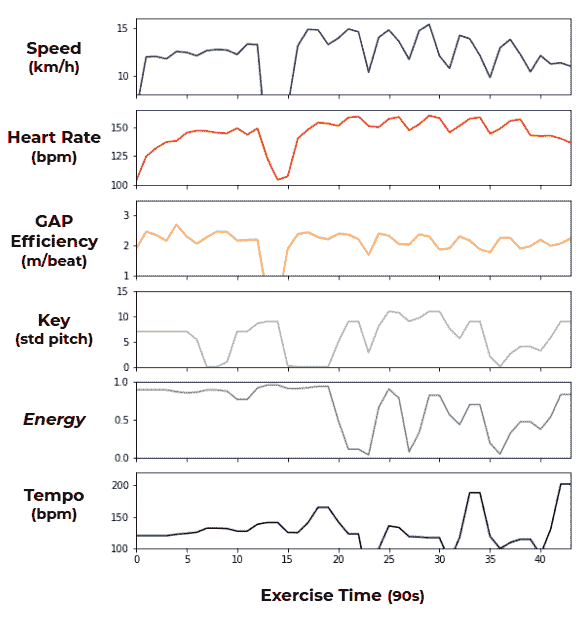 Speed
(km/h)
15
10
Heart Rate
(bpm)
150
125
100
GAP
Efficiency
(m/beat)
3
2
1
Key
(std pitch)
15
10
5
0
Energy
1.0
0.5
0.0
Tempo
(bpm)
200
150
100
0 5 10 15 20 25 30 35 40
Exercise Time (90s)